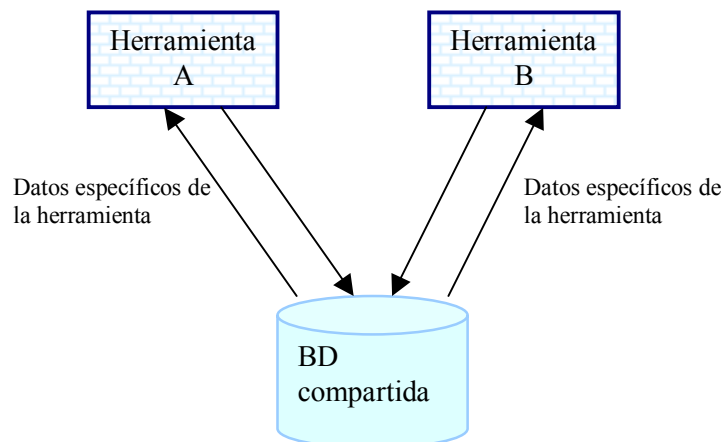 Herramienta
A
Herramienta
B
Datos específicos de
la herramienta
Datos específicos de
la herramienta
BD
compartida